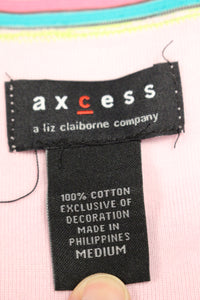 axcess
a liz claiborne company
100% COTTON
EXCLUSIVE OF
DECORATION
MADE IN
PHILIPPINES
MEDIUM